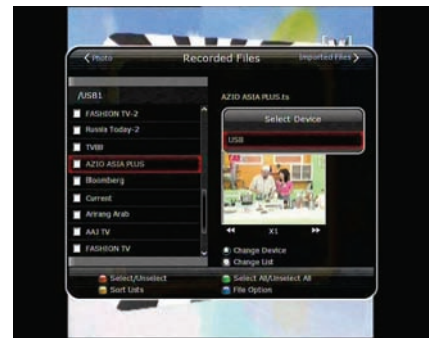 Photo
Recorded Files
Imported Files
/USB1
AZIO ASIA PLUS.ts
FASHION TV-2
Russia Today-2
TVBI
AZIO ASIA PLUS
Bloomberg
Current
Arirang Arab
AAJ TV
FASHION TV
Select Device
USB
X1
Change Device
Change List
Select/Unselect
Select All/Unselect All
Sort Lists
File Option